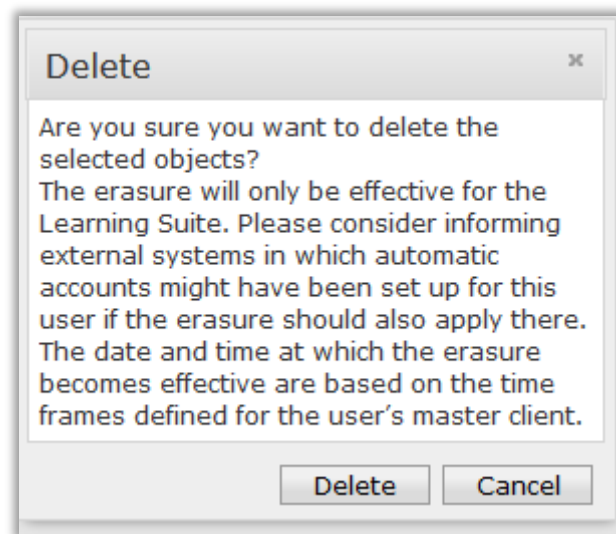 Delete
Are you sure you want to delete the
selected objects?
The erasure will only be effective for the
Learning Suite. Please consider informing
external systems in which automatic
accounts might have been set up for this
user if the erasure should also apply there.
The date and time at which the erasure
becomes effective are based on the time
frames defined for the user’s master client.
Delete Cancel